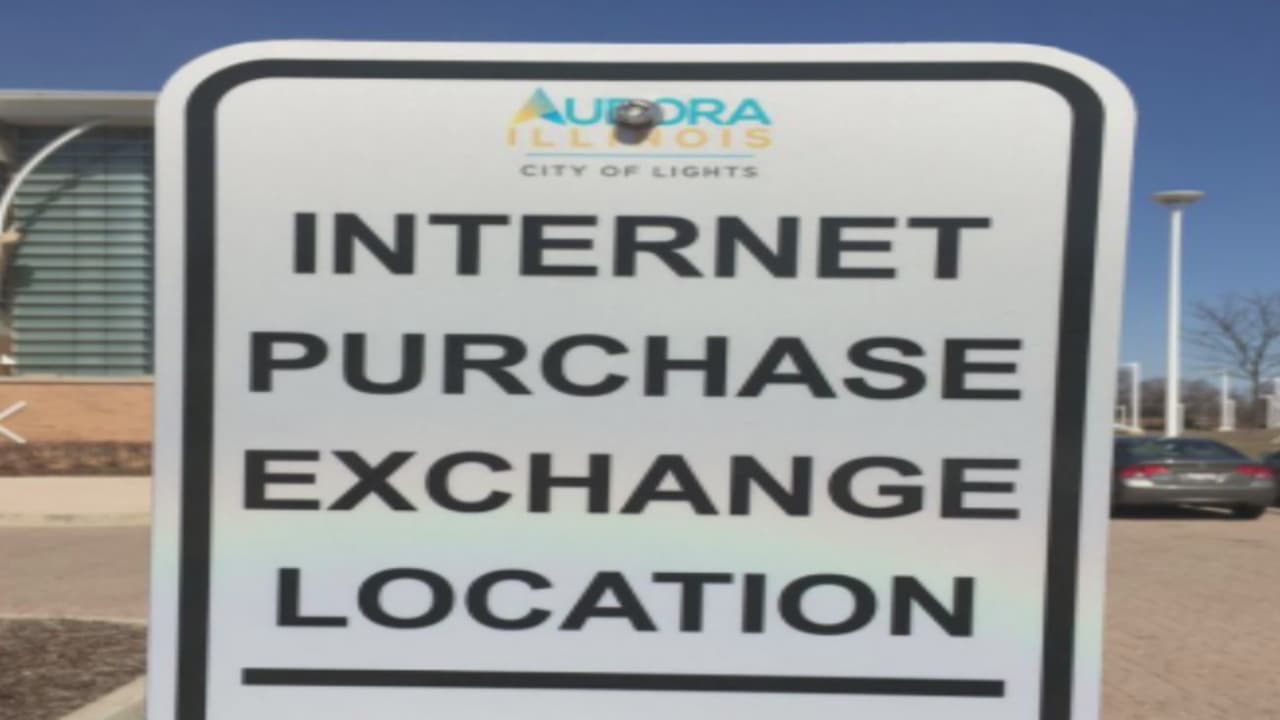 AURORA
ILLINOIS
CITY OF LIGHTS
INTERNET
PURCHASE
EXCHANGE
LOCATION